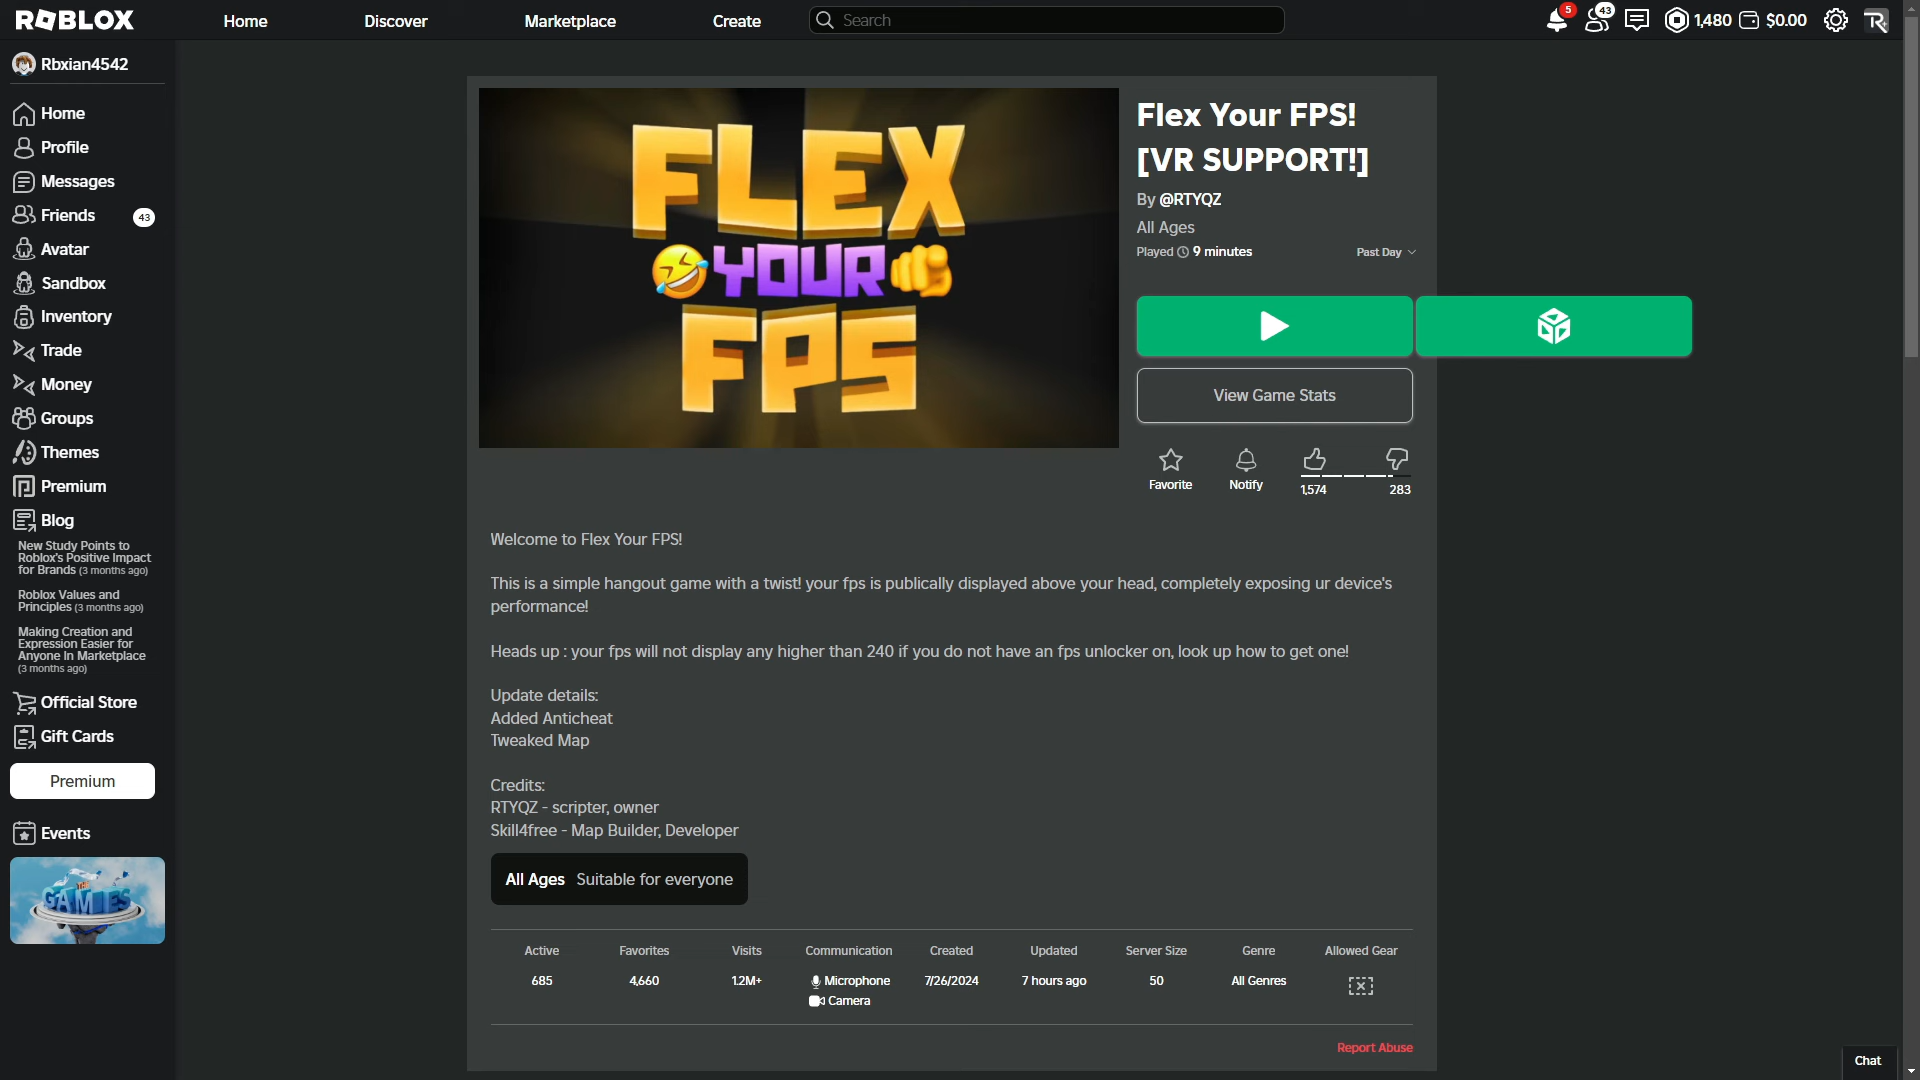 ROBLOX
Home
Discover
Marketplace
Create
Search
5
43
1,480
$0.00
Rbxian4542
Home
Profile
Messages
Friends
43
Avatar
Sandbox
Inventory
Trade
Money
Groups
Themes
Premium
Blog
New Study Points to
Roblox's Positive Impact
for Brands (3 months ago)
Roblox Values and
Principles (3 months ago)
Making Creation and
Expression Easier for
Anyone In Marketplace
(3 months ago)
Official Store
Gift Cards
Premium
Events
GAMES
FLEX
YOUR
FPS
Flex Your FPS!
[VR SUPPORT!]
By @RTYQZ
All Ages
Played 9 minutes
Past Day
View Game Stats
Favorite
Notify
1,574
283
Welcome to Flex Your FPS!
This is a simple hangout game with a twist! your fps is publically displayed above your head, completely exposing ur device's
performance!
Heads up : your fps will not display any higher than 240 if you do not have an fps unlocker on, look up how to get one!
Update details:
Added Anticheat
Tweaked Map
Credits:
RTYQZ - scripter, owner
Skill4free - Map Builder, Developer
All Ages Suitable for everyone
Active
Favorites
Visits
Communication
Created
Updated
Server Size
Genre
Allowed Gear
685
4,660
1.2M+
Microphone
Camera
7/26/2024
7 hours ago
50
All Genres
Report Abuse
Chat